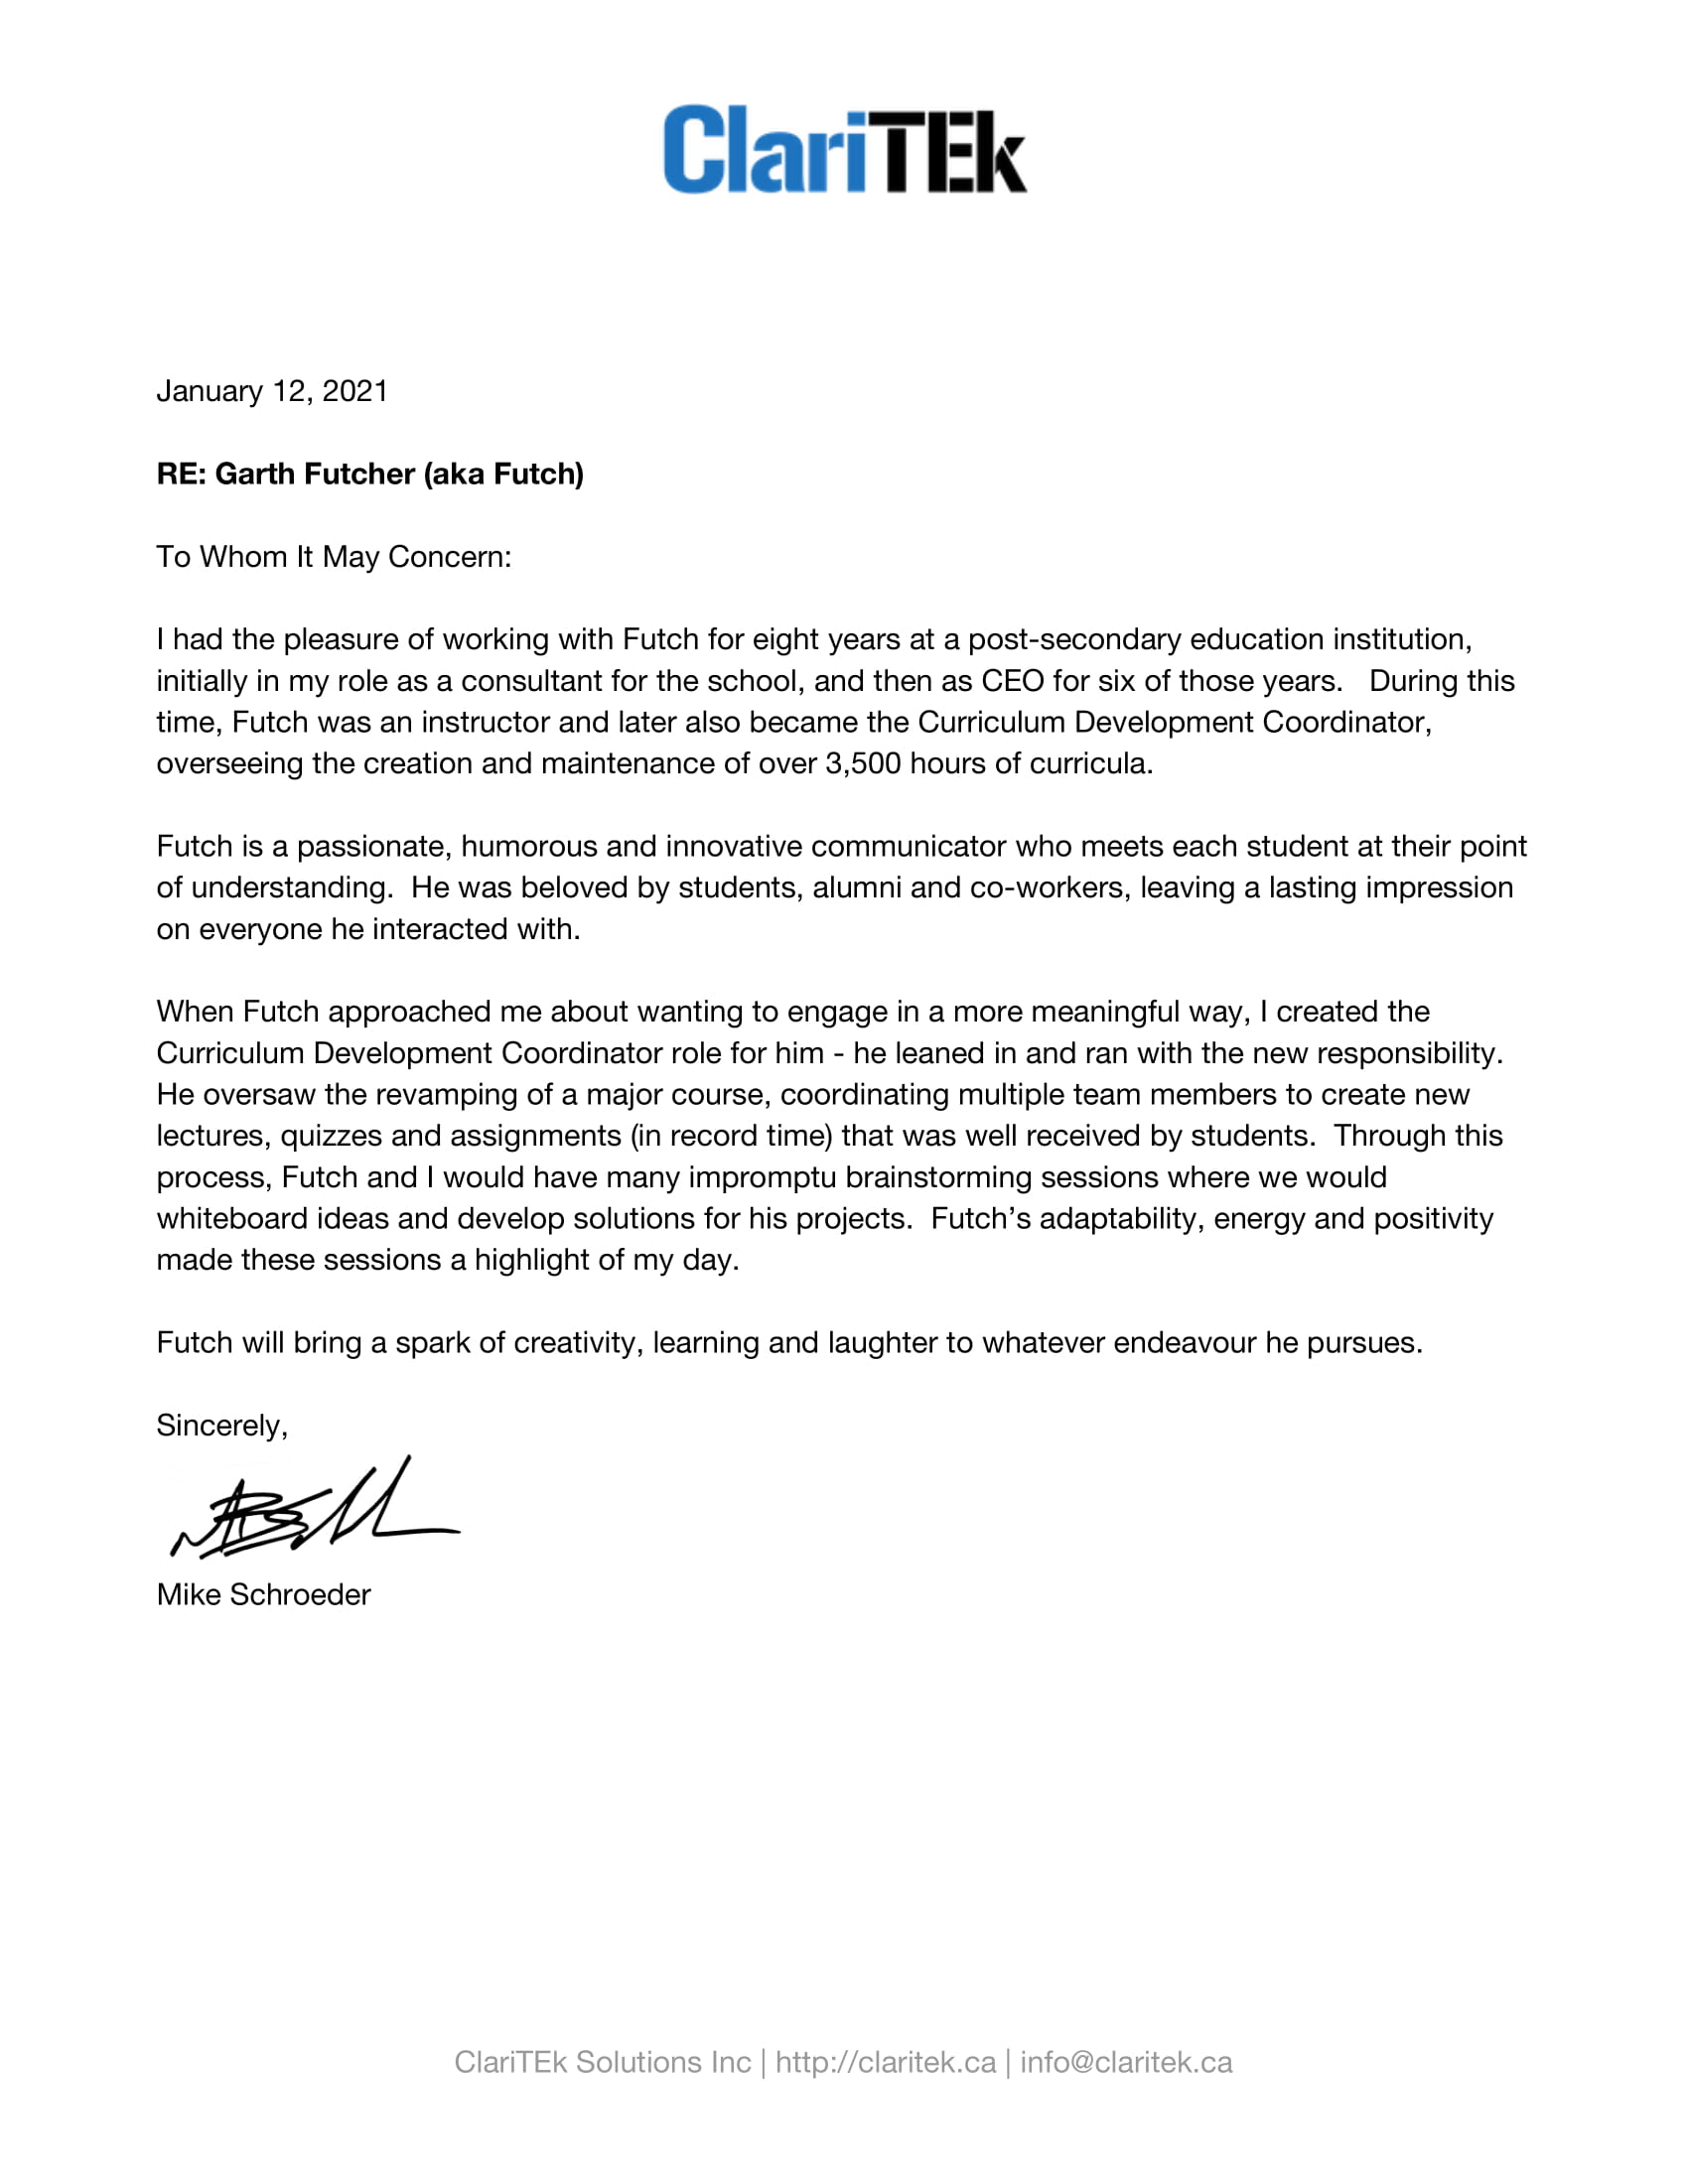 ClariTEk
January 12, 2021
RE: Garth Futcher (aka Futch)
To Whom It May Concern:
I had the pleasure of working with Futch for eight years at a post-secondary education institution,
initially in my role as a consultant for the school, and then as CEO for six of those years.   During this
time, Futch was an instructor and later also became the Curriculum Development Coordinator,
overseeing the creation and maintenance of over 3,500 hours of curricula.
Futch is a passionate, humorous and innovative communicator who meets each student at their point
of understanding.  He was beloved by students, alumni and co-workers, leaving a lasting impression
on everyone he interacted with.
When Futch approached me about wanting to engage in a more meaningful way, I created the
Curriculum Development Coordinator role for him - he leaned in and ran with the new responsibility.
He oversaw the revamping of a major course, coordinating multiple team members to create new
lectures, quizzes and assignments (in record time) that was well received by students.  Through this
process, Futch and I would have many impromptu brainstorming sessions where we would
whiteboard ideas and develop solutions for his projects.  Futch’s adaptability, energy and positivity
made these sessions a highlight of my day.
Futch will bring a spark of creativity, learning and laughter to whatever endeavour he pursues.
Sincerely,
Mike Schroeder
ClariTEk Solutions Inc | http://claritek.ca | info@claritek.ca